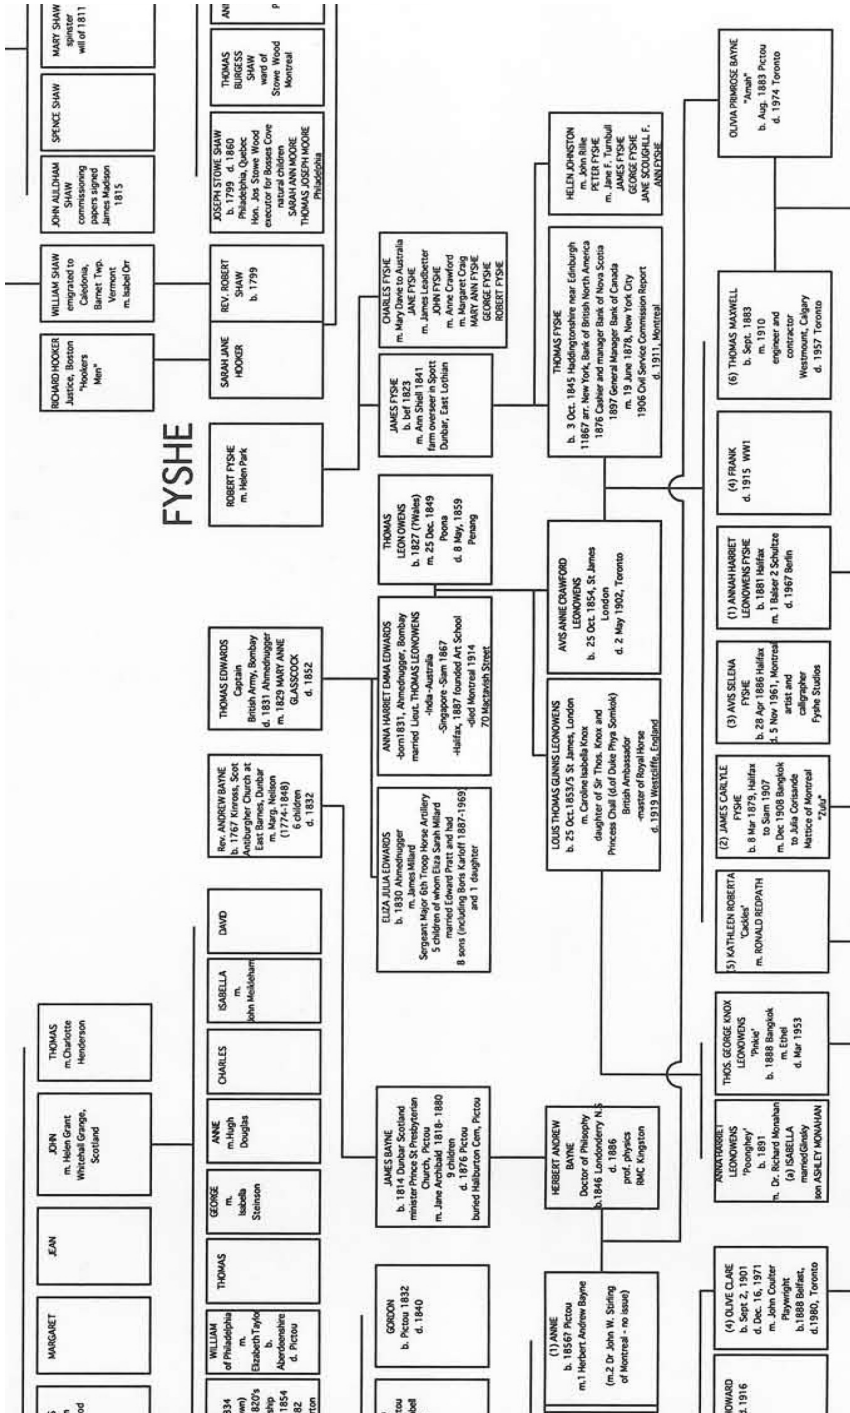 MARY SHAW
spinster
will of 1811
SPENCE SHAW
JOHN AULDHAM
SHAW
commissioning
papers signed
James Madison
1815
WILLIAM SHAW
emigrated to
Caledonia,
Barnet Twp.
Vermont
m. Isabel Orr
RICHARD HOOKER
Justice, Boston
"Hookers
Men"
THOMAS
m.Charlotte
Henderson
JOHN
m. Helen Grant
Whitehall Grange,
Scotland
JEAN
MARGARET
FYSHE
THOMAS
BURGESS
SHAW
ward of
Stowe Wood
Montreal
JOSEPH STOWE SHAW
b. 1799 d. 1860
Philadelphia, Quebec
Hon. Jos Stowe Wood
executor for Bosses Cove
natural children
SARAH ANN MOORE
THOMAS JOSEPH MOORE
Philadelphia
REV. ROBERT
SHAW
b. 1799
SARAH JANE
HOOKER
ROBERT FYSHE
m. Helen Park
THOMAS EDWARDS
Captain
British Army, Bombay
d. 1831 Ahmednugger
m. 1829 MARY ANNE
GLASSCOCK
d. 1852
Rev. ANDREW BAYNE
b. 1767 Kinross, Scot
Antiburgher Church at
East Barnes, Dunbar
m. Marg. Neilson
(1774-1848)
6 children
d. 1832
DAVID
ISABELLA
m.
John Meikleham
CHARLES
ANNE
m.Hugh
Douglas
GEORGE
m.
Isabella
Steinson
THOMAS
WILLIAM
of Philadelphia
m.
Elizabeth Taylor
b.
Aberdeenshire
d. Pictou
CHARLES FYSHE
m. Mary Davie to Australia
JANE FYSHE
m. James Leadbetter
JOHN FYSHE
m. Anne Crawford
m. Margaret Craig
MARY ANN FYSHE
GEORGE FYSHE
ROBERT FYSHE
JAMES FYSHE
b. bef 1823
m. Ann Shiell 1841
farm overseer in Spott
Dunbar, East Lothian
THOMAS
LEON OWENS
b. 1827 (?Wales)
m. 25 Dec. 1849
Poona
d. 8 May, 1859
Penang
ANNA HARRIET EMMA EDWARDS
-born1831, Ahmednugger, Bombay
married Lieut. THOMAS LEONOWENS
-India -Australia
-Singapore -Siam 1867
-Halifax, 1887 founded Art School
-died Montreal 1914
70 Mactavish Street
ELIZA JULIA EDWARDS
b. 1830 Ahmednugger
m. James Millard
Sergeant Major 6th Troop Horse Artillery
5 children of whom Eliza Sarah Millard
married Edward Pratt and had
8 sons (including Boris Karloff 1887-1969)
and 1 daughter
JAMES BAYNE
b. 1814 Dunbar Scotland
minister Prince St Presbyterian
Church, Pictou
m. Jane Archibald 1818- 1880
9 children
d. 1876 Pictou
buried Haliburton Cem, Pictou
GORDON
b. Pictou 1832
d. 1840
HELEN JOHNSTON
m. John Rille
PETER FYSHE
m. Jane F. Turnbull
JAMES FYSHE
GEORGE FYSHE
JANE SCOUGHLL F.
ANN FYSHE
THOMAS FYSHE
b. 3 Oct. 1845 Haddingtonshire near Edinburgh
11867 arr. New York, Bank of British North America
1876 Cashier and manager Bank of Nova Scotia
1897 General Manager Bank of Canada
m. 19 June 1878, New York City
1906 Civil Service Commission Report
d. 1911, Montreal
AVIS ANNIE CRAWFORD
LEONOWENS
b. 25 Oct. 1854, St James
London
d. 2 May 1902, Toronto
LOUIS THOMAS GUNNIS LEONOWENS
b. 25 Oct.1853/5 St James, London
m. Caroline Isabella Knox
daughter of Sir Thos. Knox and
Princess Chall (d.of Duke Phya Somkok)
British Ambassador
-master of Royal Horse
d. 1919 Westcliffe, England
HERBERT ANDREW
BAYNE
Doctor of Philsophy
b.1846 Londonderry N.S
d. 1886
prof. physics
RMC Kingston
(1) ANNIE
b. 1856? Pictou
m.1 Herbert Andrew Bayne
(m.2 Dr John W. Stirling
of Montreal - no issue)
OLIVIA PRIMROSE BAYNE
"Amah"
b. Aug. 1883 Pictou
d. 1974 Toronto
(6) THOMAS MAXWELL
b. Sept. 1883
m. 1910
engineer and
contractor
Westmount, Calgary
d. 1957 Toronto
(4) FRANK
d. 1915 WW1
(1) ANNAH HARRIET
LEONOWENS FYSHE
b. 1881 Halifax
m. 1 Balser 2 Schultze
d. 1967 Berlin
(3) AVIS SELENA
FYSHE
b. 28 Apr 1886 Halifax
d. 5 Nov 1961, Montreal
artist and
calligrapher
Fyshe Studios
(2) JAMES CARLYLE
FYSHE
b. 8 Mar 1879, Halifax
to Siam 1907
m. Dec 1908 Bangkok
to Julia Corisande
Mattice of Montreal
"Zulu"
(5) KATHLEEN ROBERTA
'Cackles'
m. RONALD REDPATH
THOS. GEORGE KNOX
LEONOWENS
'Pinkie'
b. 1888 Bangkok
m. Ethel
d. Mar 1953
ANNA HARRIET
LEONOWENS
'Poonghey'
b. 1891
m. Dr. Richard Monahan
(a) ISABELLA
marriedGlinsky
son ASHLEY MONAHAN
(4) OLIVE CLARE
b. Sept 2, 1901
d. Dec. 16, 1971
m. John Coulter
Playwright
b.1888 Belfast,
d.1980, Toronto
d. 1916